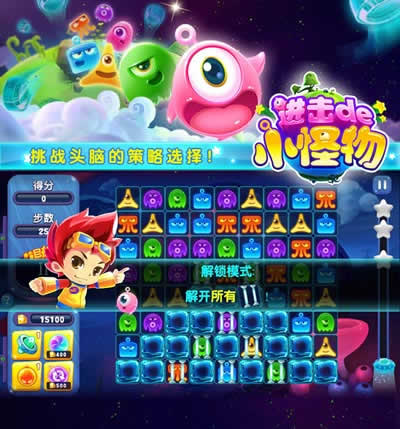 进击de
小怪物
挑战头脑的策略选择！
得分
0
步数
25
解锁模式:
解开所有
15100
400
500